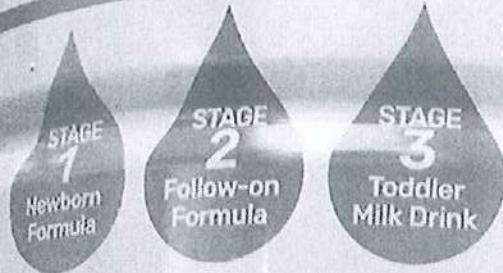 STAGE
1
Newborn
Formula
STAGE
2
Follow-on
Formula
STAGE
3
Toddler
Milk Drink